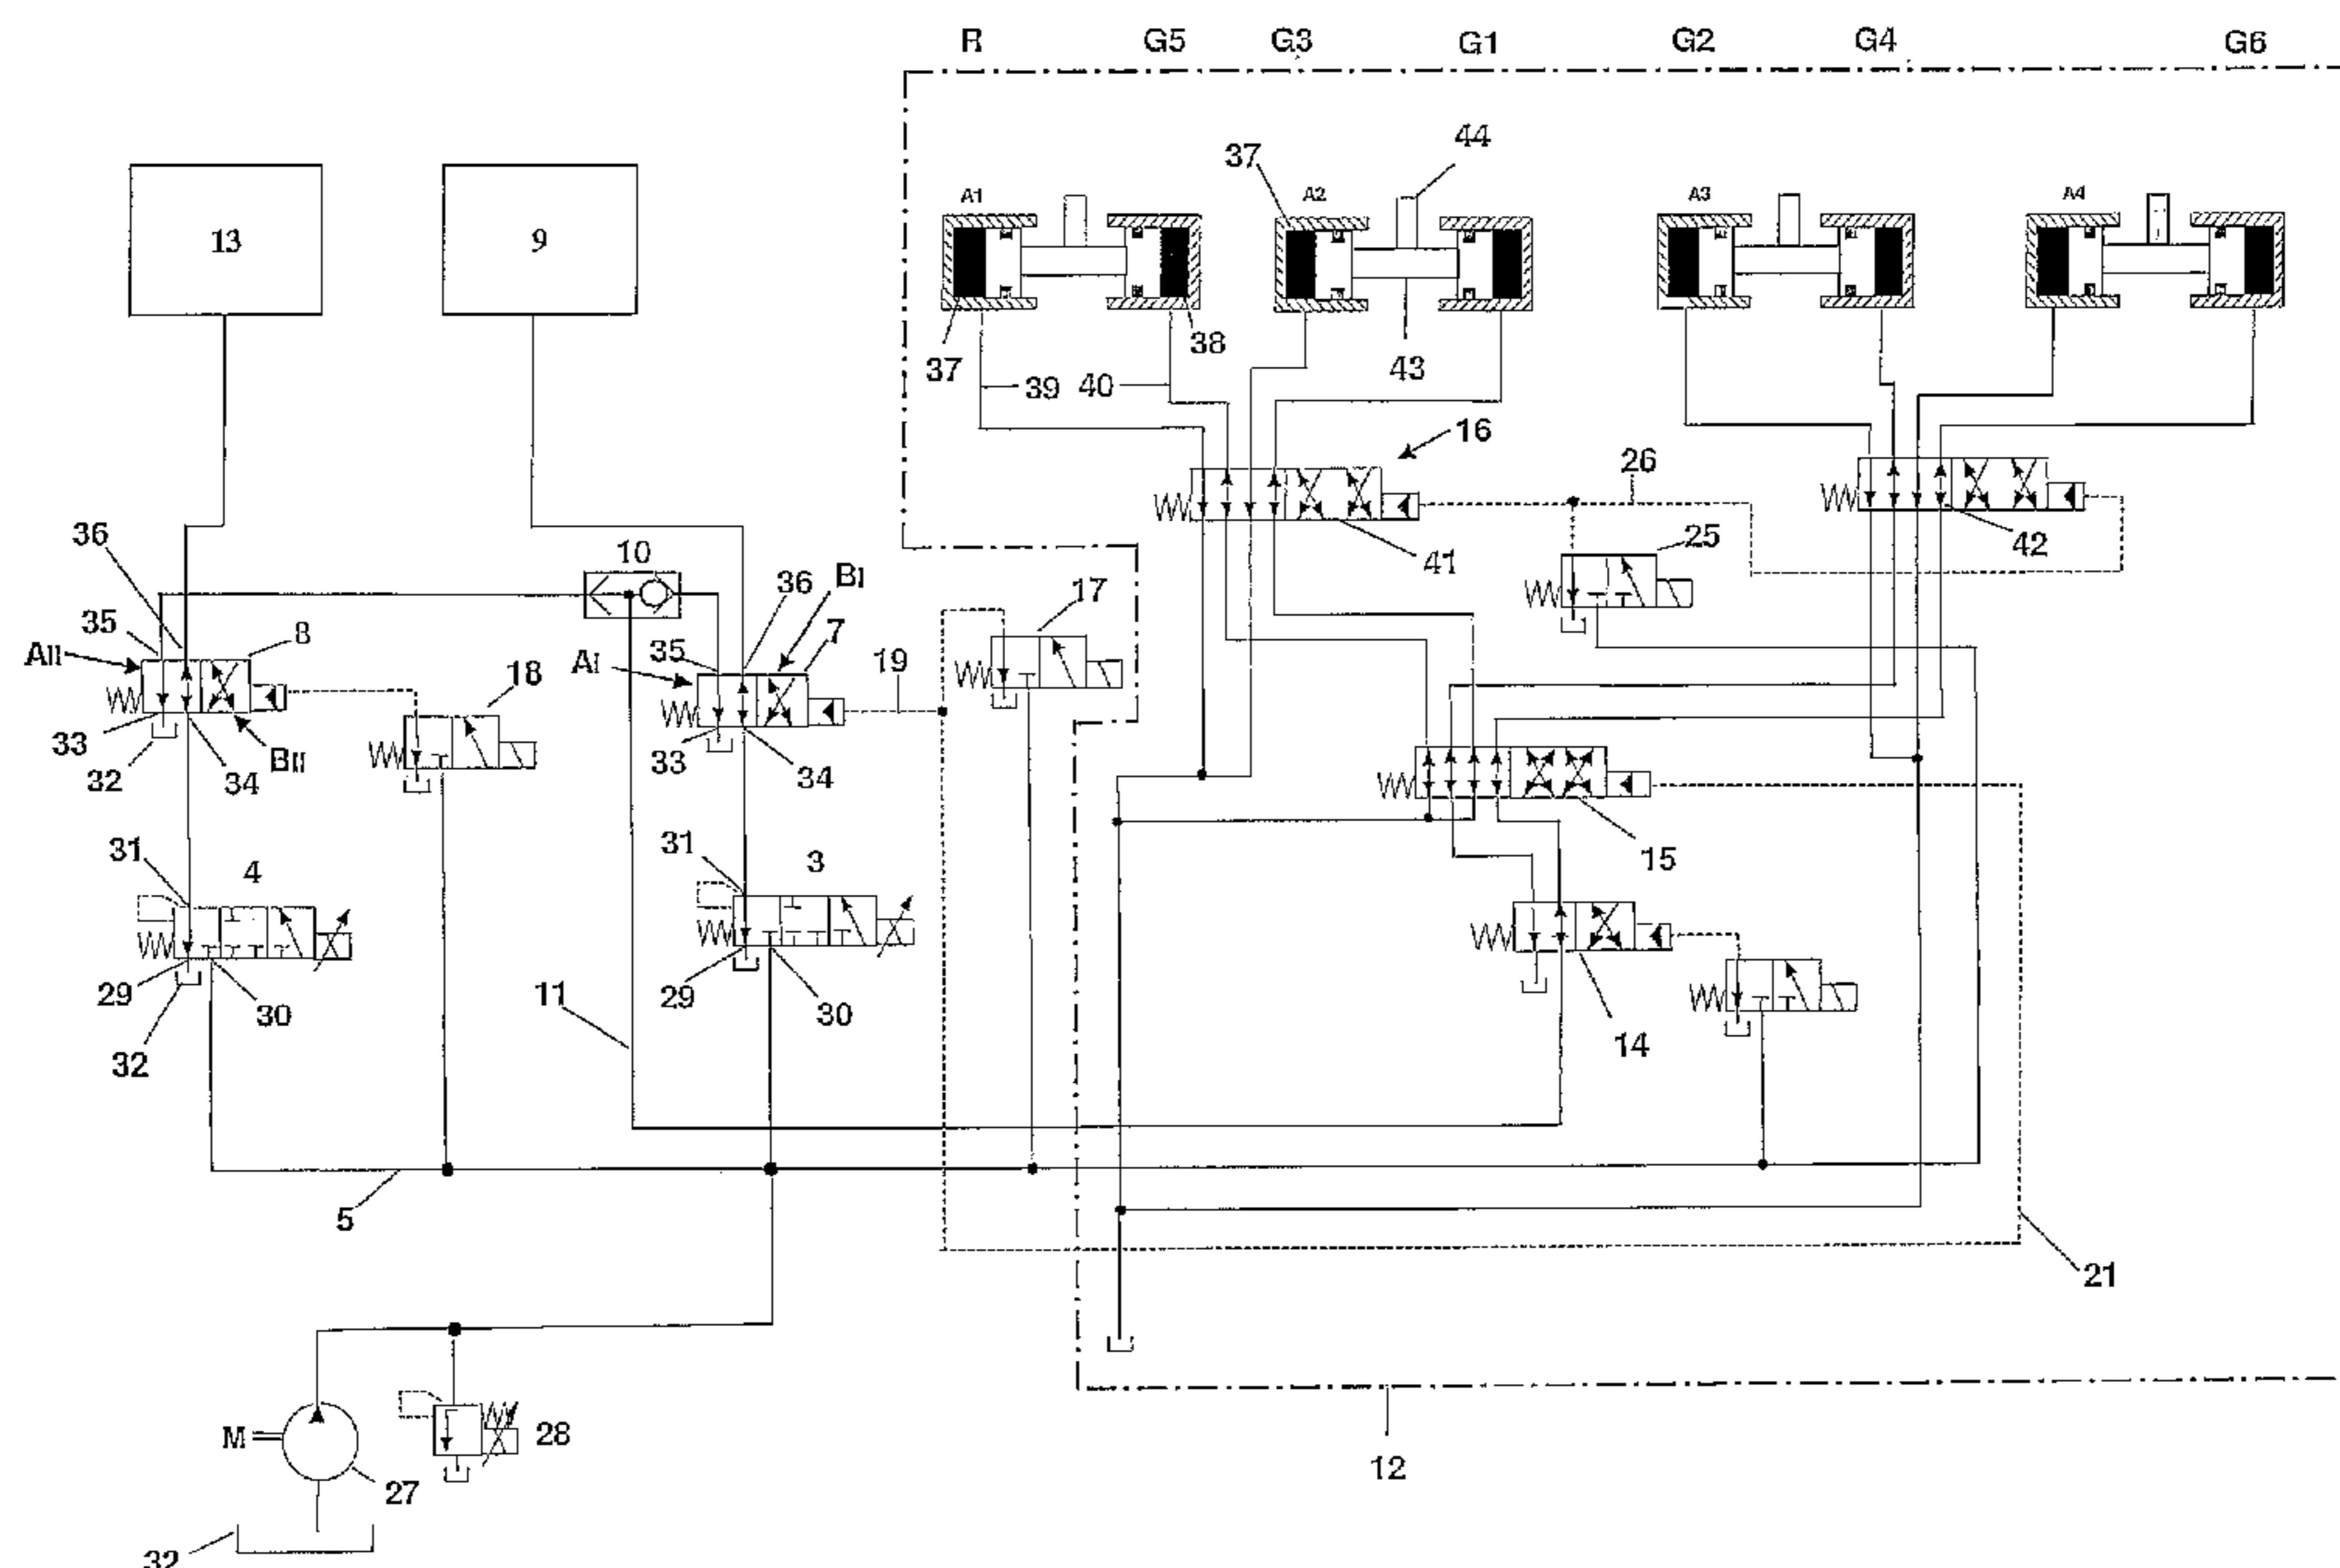 R G5 G3 G1 G2 G4 G6
44
37
A1 A2 A3 A4
13 9
38
37 43
39 40
16
26
36 10 25
42
41
36 BI 17
35 8 7
AII AI 35 19
18
33 BII 33
32 34 34
31 31 3 15
4
29 30 29 30 11
14
32
5
21
M 28
12
27
32